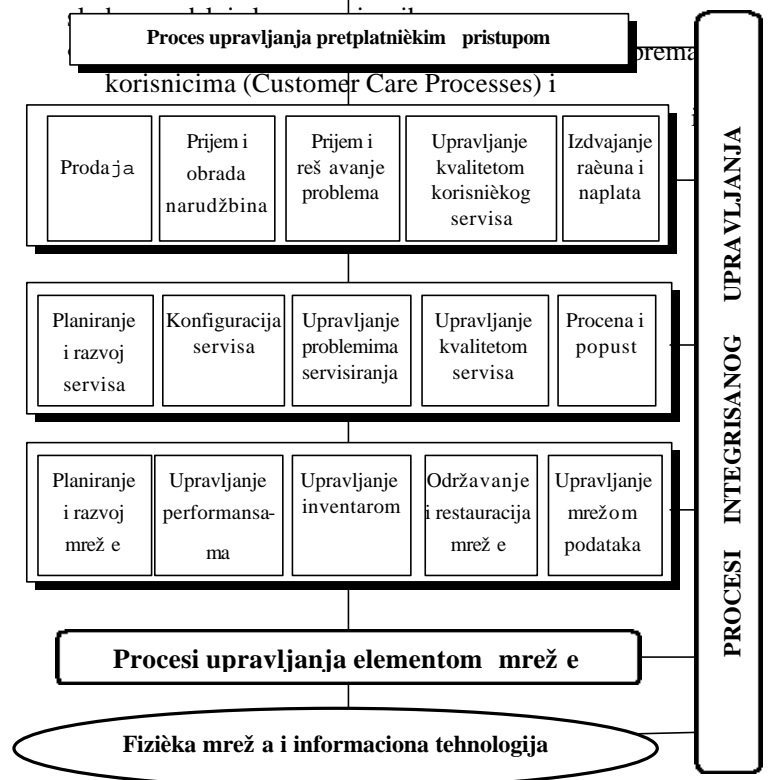 Proces upravljanja pretplatnièkim pristupom
prema
korisnicima (Customer Care Processes) i
i
Prodaja
Prijem i
obrada
narudžbina
Prijem i
reš avanje
problema
Upravljanje
kvalitetom
korisnièkog
servisa
Izdvajanje
raèuna i
naplata
Planiranje
i razvoj
servisa
Konfiguracija
servisa
Upravljanje
problemima
servisiranja
Upravljanje
kvalitetom
servisa
Procena i
popust
Planiranje
i razvoj
mrež e
Upravljanje
performansa-
ma
Upravljanje
inventarom
Održavanje
i restauracija
mrež e
Upravljanje
mrežom
podataka
Procesi upravljanja elementom mrež e
Fizièka mrež a i informaciona tehnologija
PROCESI INTEGRISANOG UPRAVLJANJA